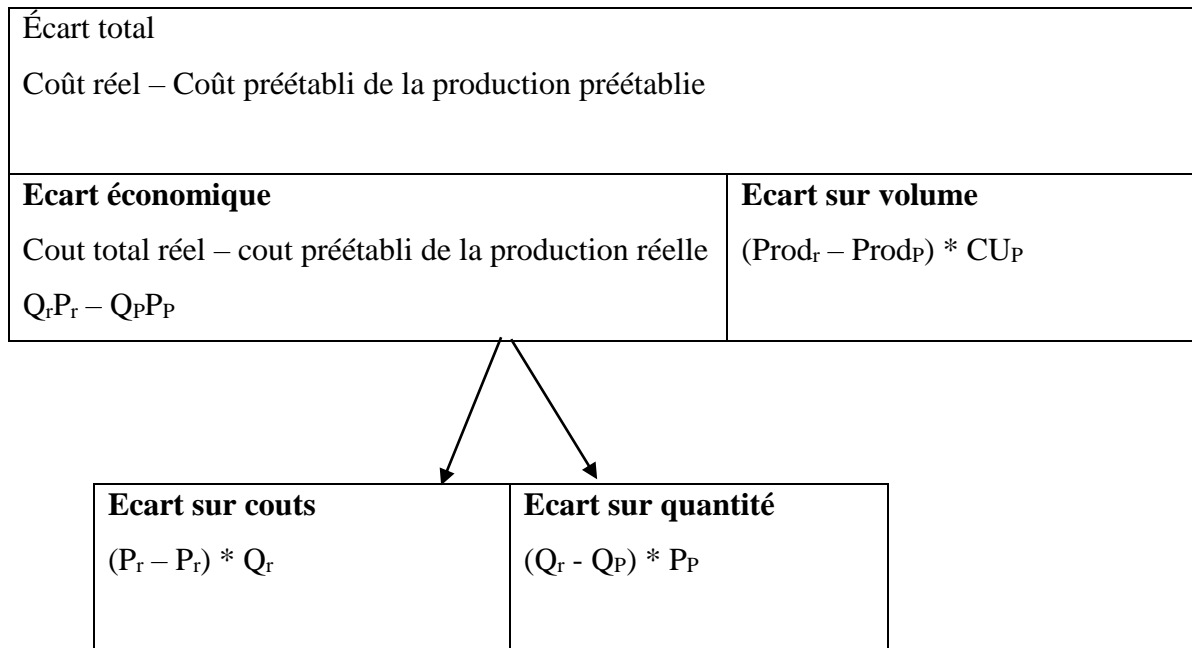 Écart total
Coût réel – Coût préétabli de la production préétablie
Ecart économique
Cout total réel – cout préétabli de la production réelle
QrPr – QPPP
Ecart sur volume
(Prodr – ProdP) * CUP
Ecart sur couts
(Pr – Pr) * Qr
Ecart sur quantité
(Qr - QP) * PP